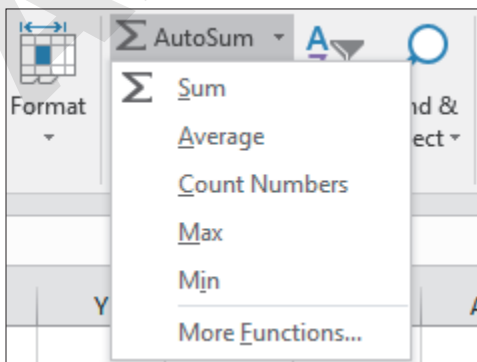 Σ AutoSum
Format
nd &
ect
Σ Sum
Average
Count Numbers
Max
Min
More Functions...
Y
A